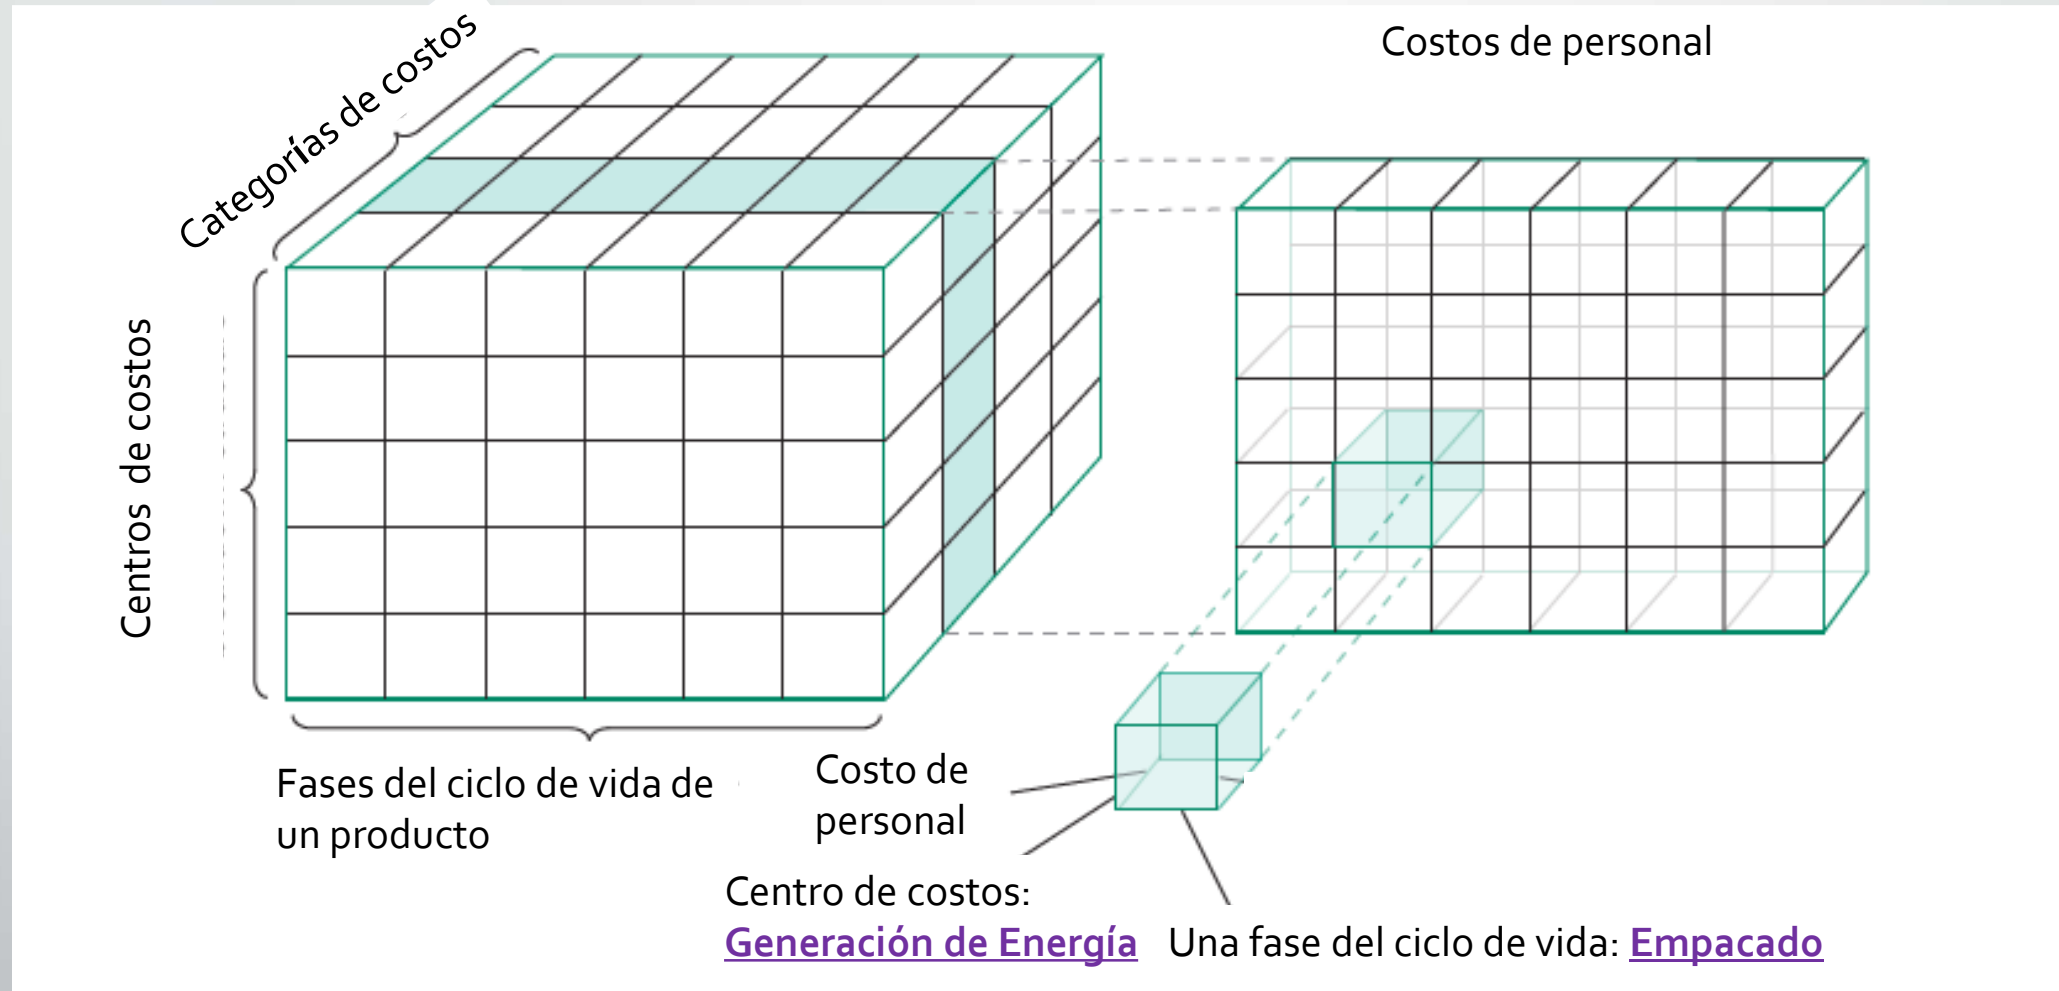 Costos de personal
Categorías de costos
Centros de costos
Fases del ciclo de vida de
un producto
Costo de
personal
Centro de costos:
Generación de Energía
Una fase del ciclo de vida: Empacado